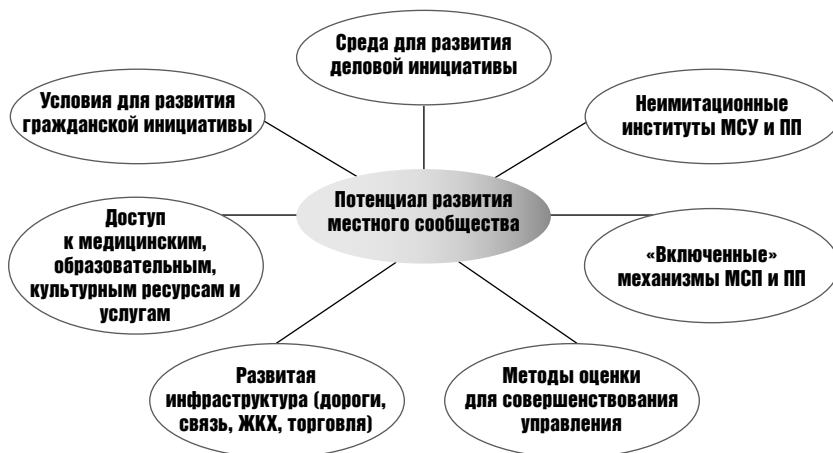 Среда для развития
деловой инициативы
Условия для развития
гражданской инициативы
Неимитационные
институты МСУ и ПП
Потенциал развития
местного сообщества
Доступ
к медицинским,
образовательным,
культурным ресурсам и
услугам
«Включенные»
механизмы МСП и ПП
Развитая
инфраструктура (дороги,
связь, ЖКХ, торговля)
Методы оценки
для совершенствования
управления